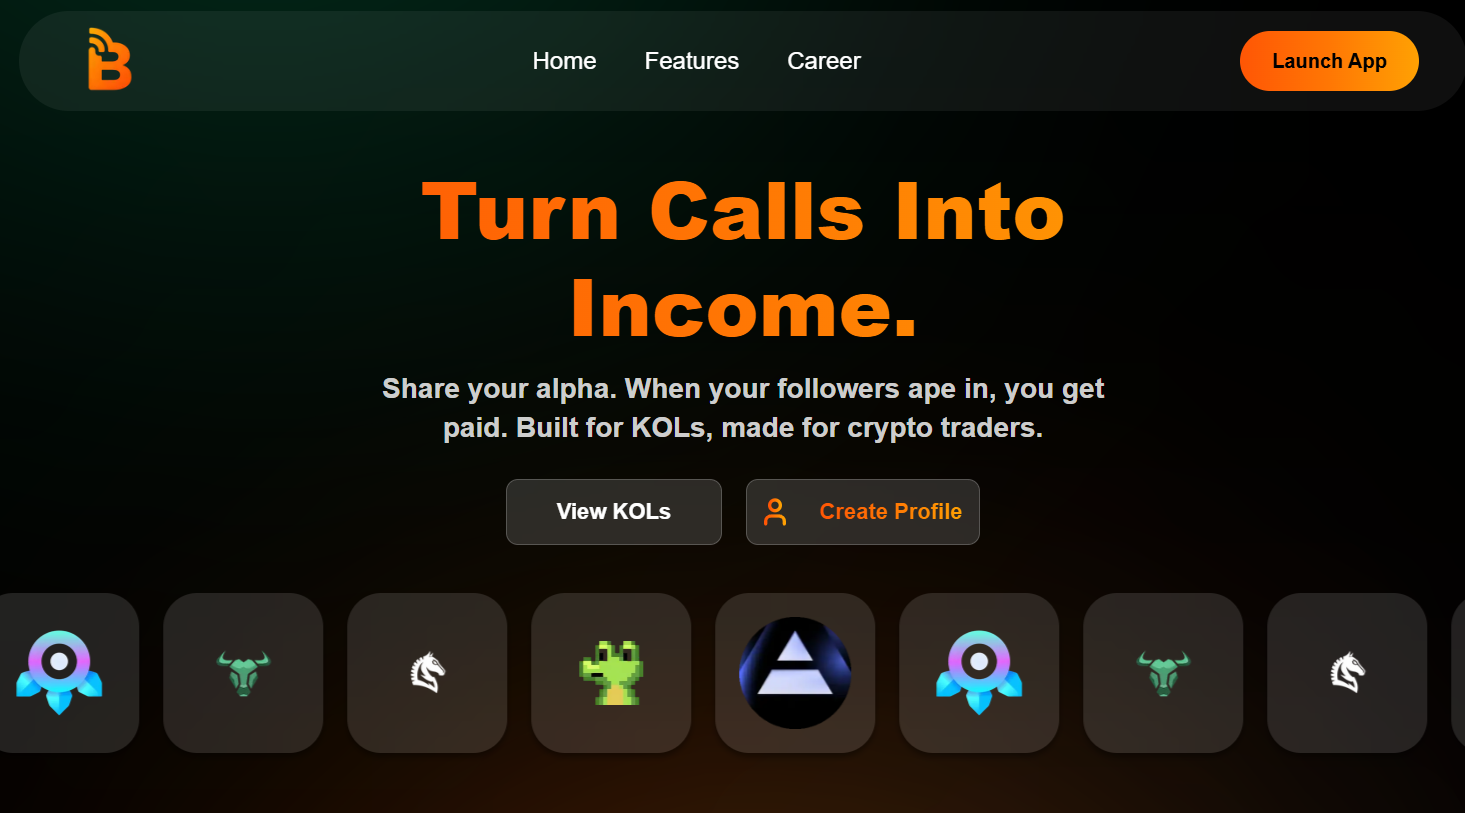 Home
Features
Career
Launch App
Turn Calls Into
Income.
Share your alpha. When your followers ape in, you get
paid. Built for KOLs, made for crypto traders.
View KOLs
Create Profile